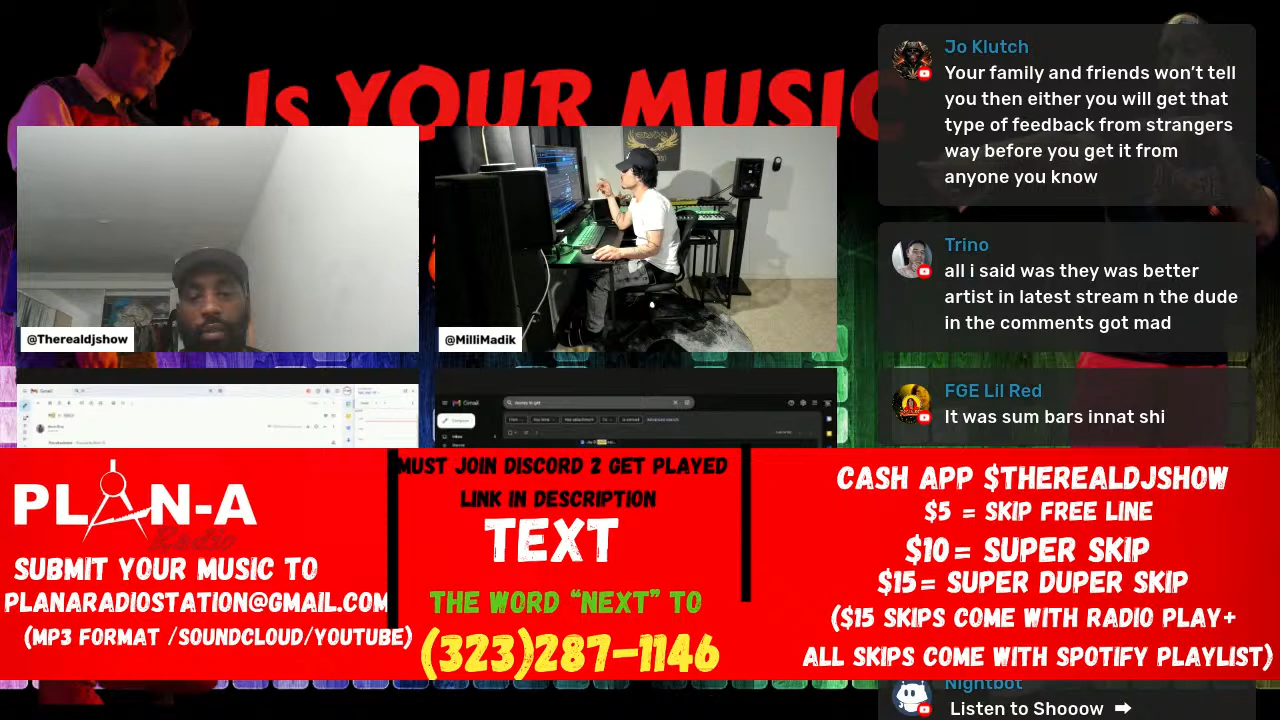 Is YOUR MUSIC
Jo Klutch
Your family and friends won’t tell
you then either you will get that
type of feedback from strangers
way before you get it from
anyone you know
Trino
all i said was they was better
artist in latest stream n the dude
in the comments got mad
@Therealdjshow
@MilliMadik
FGE Lil Red
It was sum bars innat shi
Gmail
Gmail
PLAN-A
Radio
SUBMIT YOUR MUSIC TO
PLANARADIOSTATION@GMAIL.COM
(MP3 FORMAT /SOUNDCLOUD/YOUTUBE)
MUST JOIN DISCORD 2 GET PLAYED
LINK IN DESCRIPTION
TEXT
THE WORD “NEXT” TO
(323)287-1146
CASH APP $THEREALDJSHOW
$5 = SKIP FREE LINE
$10= SUPER SKIP
$15= SUPER DUPER SKIP
($15 SKIPS COME WITH RADIO PLAY+
ALL SKIPS COME WITH SPOTIFY PLAYLIST)
Nightbot
Listen to Shooow ➡